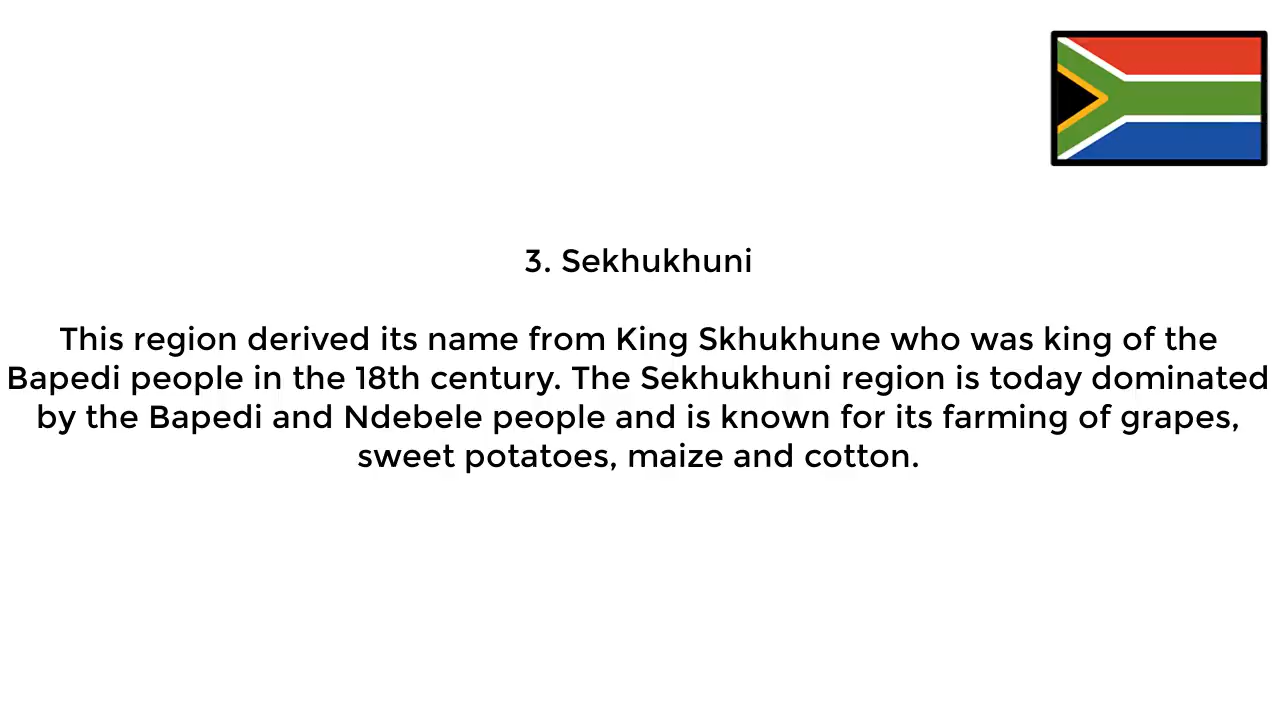 3. Sekhukhuni
This region derived its name from King Skhukhune who was king of the
Bapedi people in the 18th century. The Sekhukhuni region is today dominated
by the Bapedi and Ndebele people and is known for its farming of grapes,
sweet potatoes, maize and cotton.